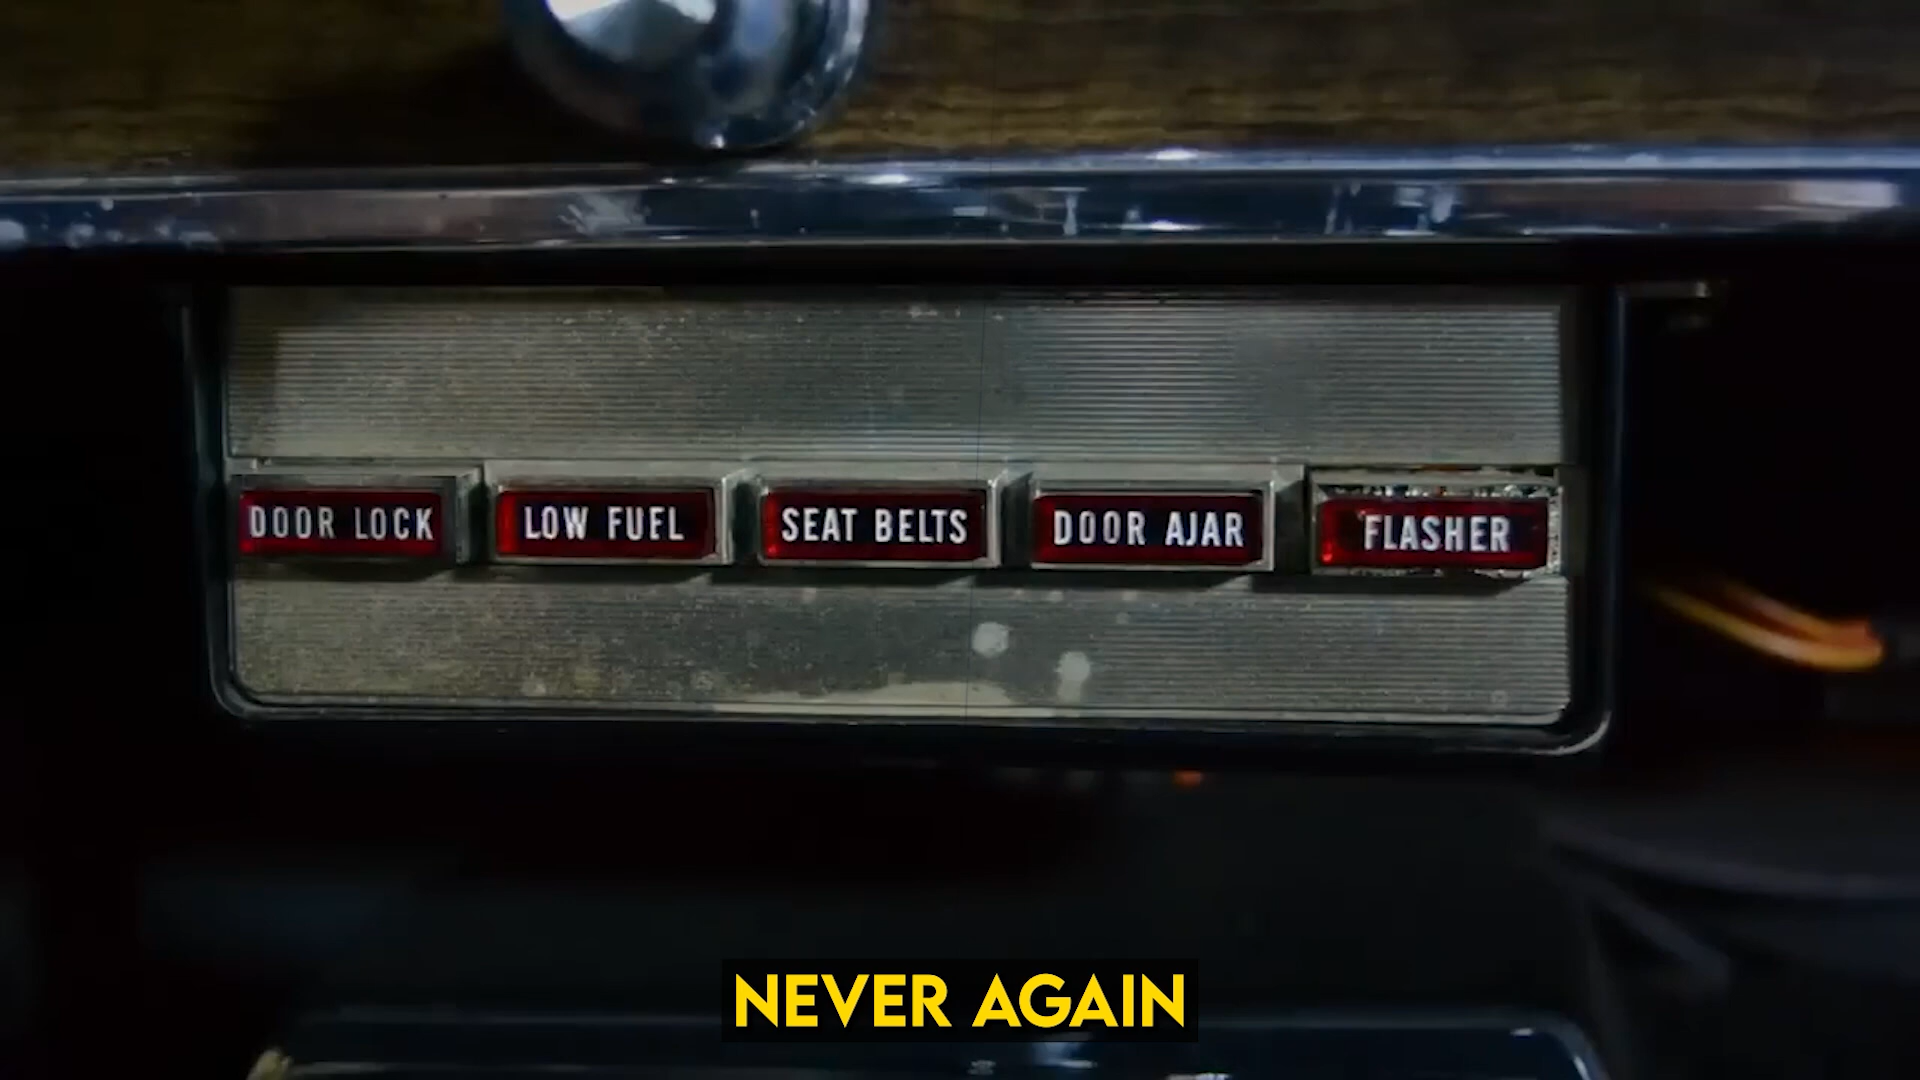 DOOR LOCK
LOW FUEL
SEAT BELTS
DOOR AJAR
FLASHER
NEVER AGAIN